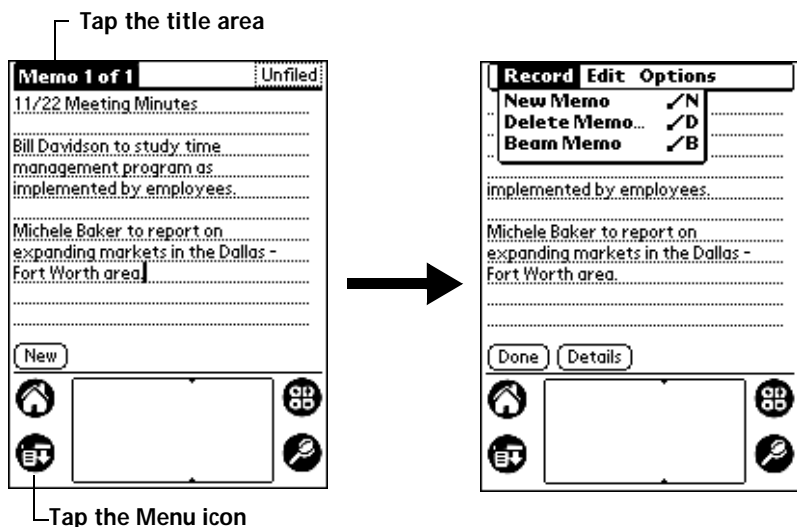 Tap the title area
Memo 1 of 1 Unfiled
11/22 Meeting Minutes
Bill Davidson to study time
management program as
implemented by employees.
Michele Baker to report on
expanding markets in the Dallas -
Fort Worth area.
New
Tap the Menu icon
Record Edit Options
New Memo /N
Delete Memo... /D
Beam Memo /B
implemented by employees.
Michele Baker to report on
expanding markets in the Dallas -
Fort Worth area.
Done Details